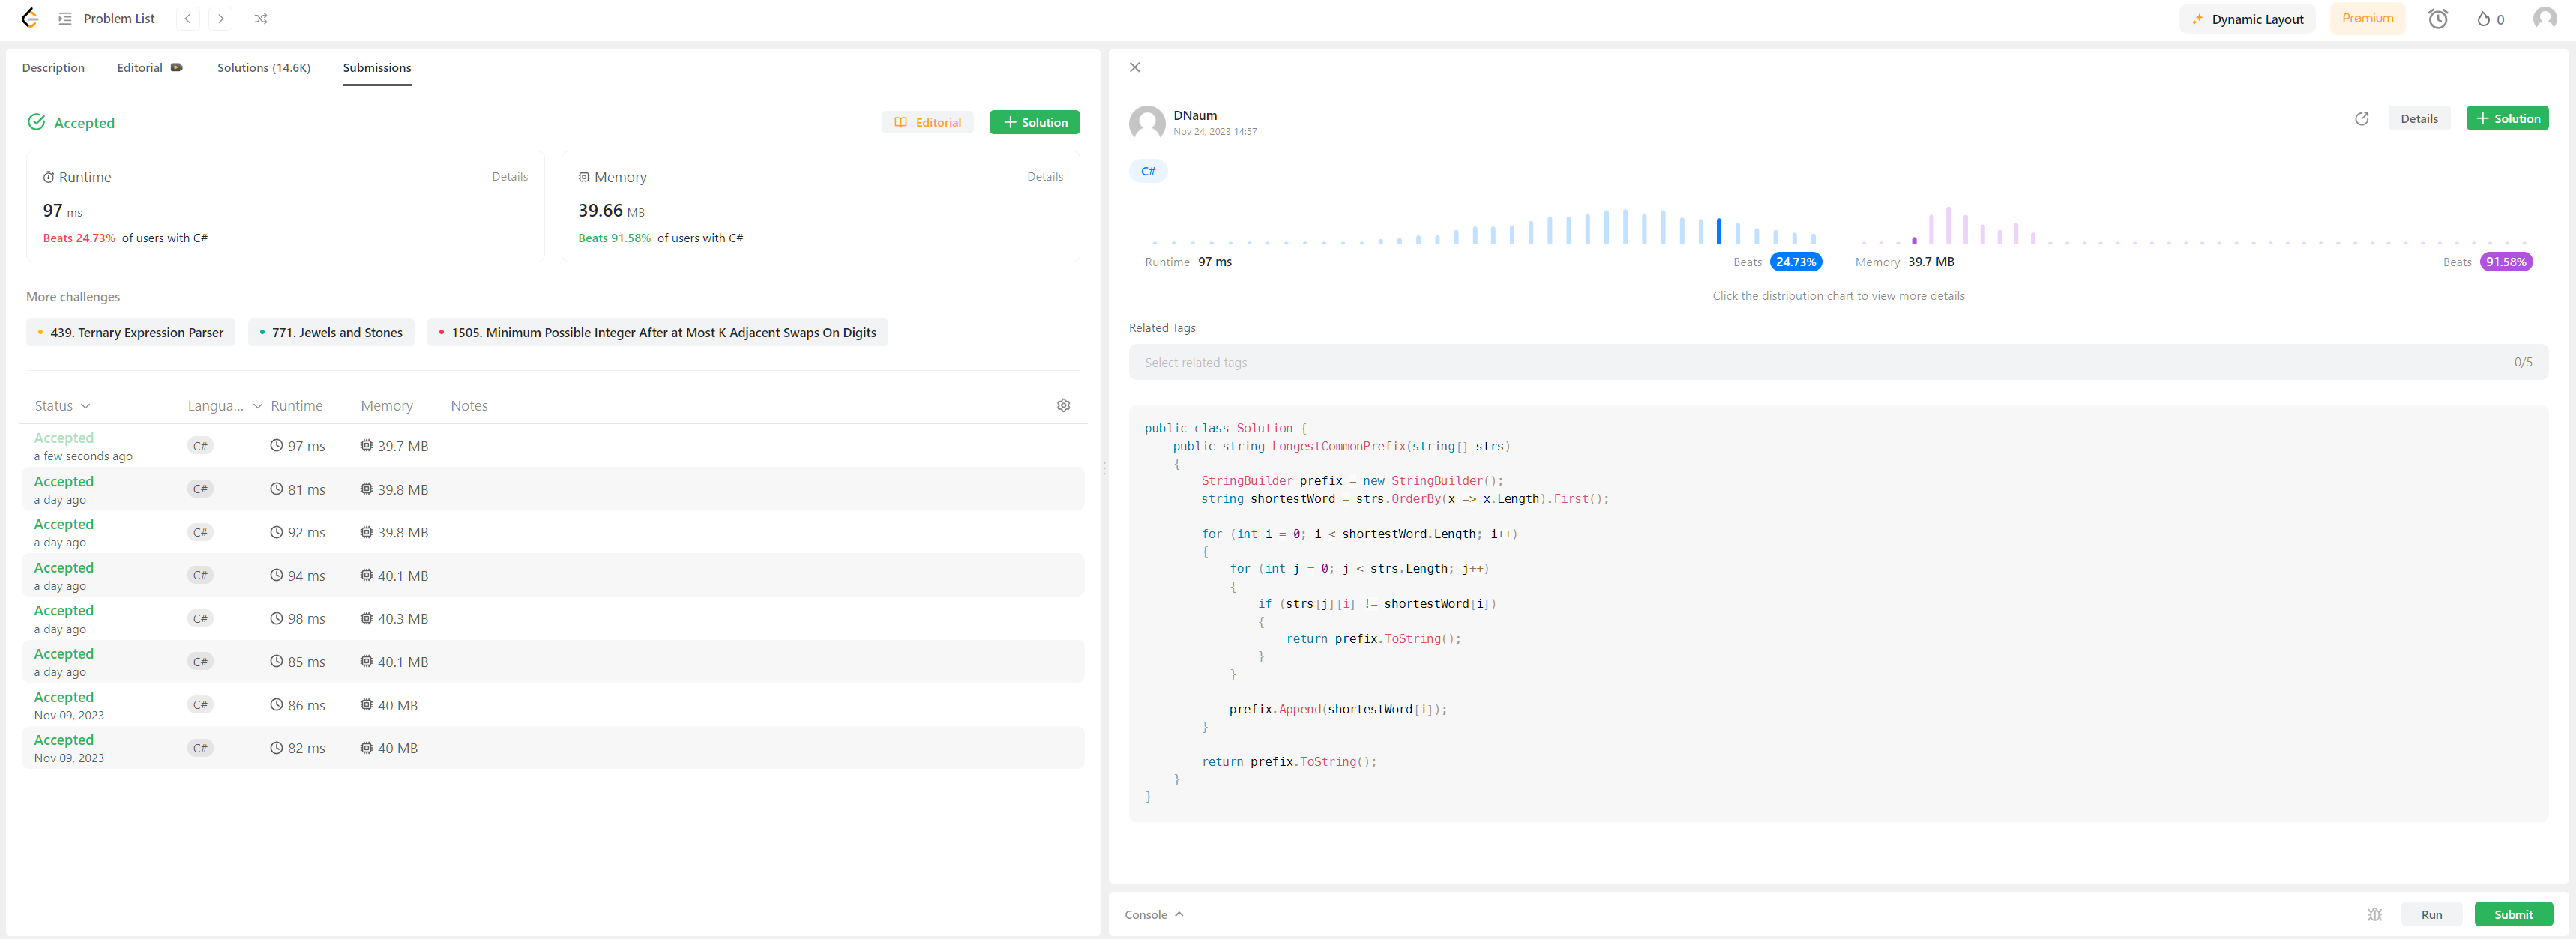 Problem List
Dynamic Layout
Premium
0
Description
Editorial
Solutions (14.6K)
Submissions
Accepted
Editorial
Solution
Runtime
Details
97 ms
Beats 24.73% of users with C#
Memory
Details
39.66 MB
Beats 91.58% of users with C#
More challenges
439. Ternary Expression Parser
771. Jewels and Stones
1505. Minimum Possible Integer After at Most K Adjacent Swaps On Digits
Status Langua... Runtime Memory Notes
Accepted
a few seconds ago
C# 97 ms 39.7 MB
Accepted
a day ago
C# 81 ms 39.8 MB
Accepted
a day ago
C# 92 ms 39.8 MB
Accepted
a day ago
C# 94 ms 40.1 MB
Accepted
a day ago
C# 98 ms 40.3 MB
Accepted
a day ago
C# 85 ms 40.1 MB
Accepted
Nov 09, 2023
C# 86 ms 40 MB
Accepted
Nov 09, 2023
C# 82 ms 40 MB
DNaum
Nov 24, 2023 14:57
Details
Solution
C#
Runtime 97 ms
Beats 24.73%
Memory 39.7 MB
Beats 91.58%
Click the distribution chart to view more details
Related Tags
Select related tags
0/5
public class Solution {
    public string LongestCommonPrefix(string[] strs)
    {
        StringBuilder prefix = new StringBuilder();
        string shortestWord = strs.OrderBy(x => x.Length).First();

        for (int i = 0; i < shortestWord.Length; i++)
        {
            for (int j = 0; j < strs.Length; j++)
            {
                if (strs[j][i] != shortestWord[i])
                {
                    return prefix.ToString();
                }
            }

            prefix.Append(shortestWord[i]);
        }

        return prefix.ToString();
    }
}
Console
Run
Submit